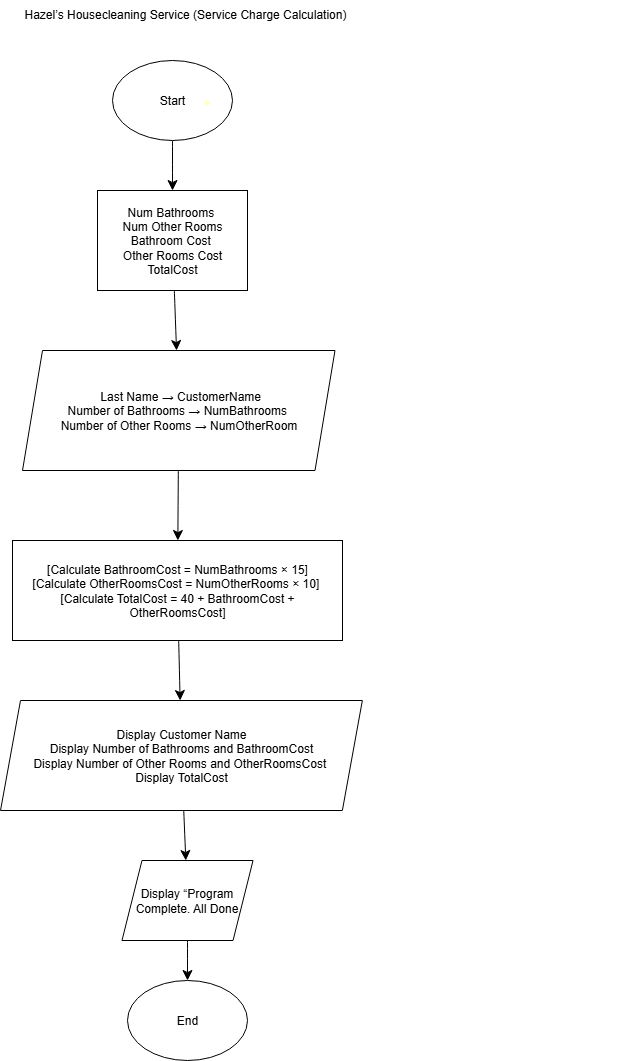 Hazel's Housecleaning Service (Service Charge Calculation)
Start
Num Bathrooms
Num Other Rooms
Bathroom Cost
Other Rooms Cost
TotalCost
Last Name → CustomerName
Number of Bathrooms → NumBathrooms
Number of Other Rooms → NumOtherRoom
[Calculate BathroomCost = NumBathrooms × 15]
[Calculate OtherRoomsCost = NumOtherRooms × 10]
[Calculate TotalCost = 40 + BathroomCost +
OtherRoomsCost]
Display Customer Name
Display Number of Bathrooms and BathroomCost
Display Number of Other Rooms and OtherRoomsCost
Display TotalCost
Display “Program
Complete. All Done
End